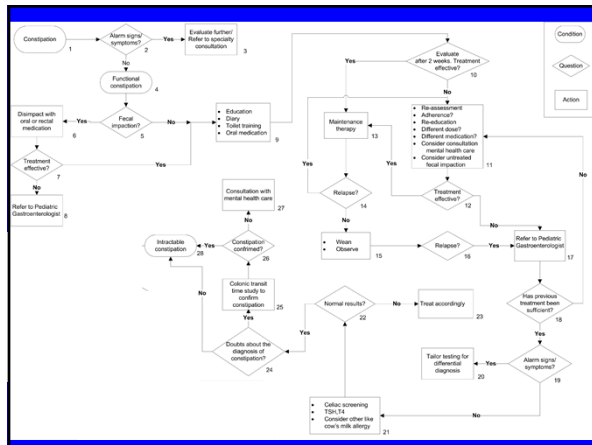 Constipation
1
Alarm signs/
symptoms?
2
Yes
Evaluate further/
Refer to specialty
consultation
3
No
Functional
constipation
4
Fecal
impaction?
5
Yes
Disimpact with
oral or rectal
medication
6
Treatment
effective?
7
Yes
No
Refer to Pediatric
Gastroenterologist
8
No
• Education
• Diary
• Toilet training
• Oral medication
9
Evaluate
after 2 weeks. Treatment
effective?
10
Yes
No
• Re-assessment
• Adherence?
• Re-education
• Different dose?
• Different medication?
• Consider consultation
mental health care
• Consider untreated
fecal impaction
11
Treatment
effective?
12
Yes
No
Maintenance
therapy
13
Relapse?
14
Yes
No
• Wean
• Observe
15
Relapse?
16
Yes
Refer to Pediatric
Gastroenterologist
17
Has previous
treatment been
sufficient?
18
No
Yes
Alarm signs/
symptoms?
19
Yes
Tailor testing for
differential
diagnosis
20
No
• Celiac screening
• TSH,T4
• Consider other like
cow's milk allergy
21
Normal results?
22
No
Treat accordingly
23
Yes
Doubts about the
diagnosis of
constipation?
24
Yes
No
Colonic transit
time study to
confirm
constipation
25
Constipation
confirmed?
26
No
Consultation with
mental health care
27
Yes
Intractable
constipation
28
Condition
Question
Action